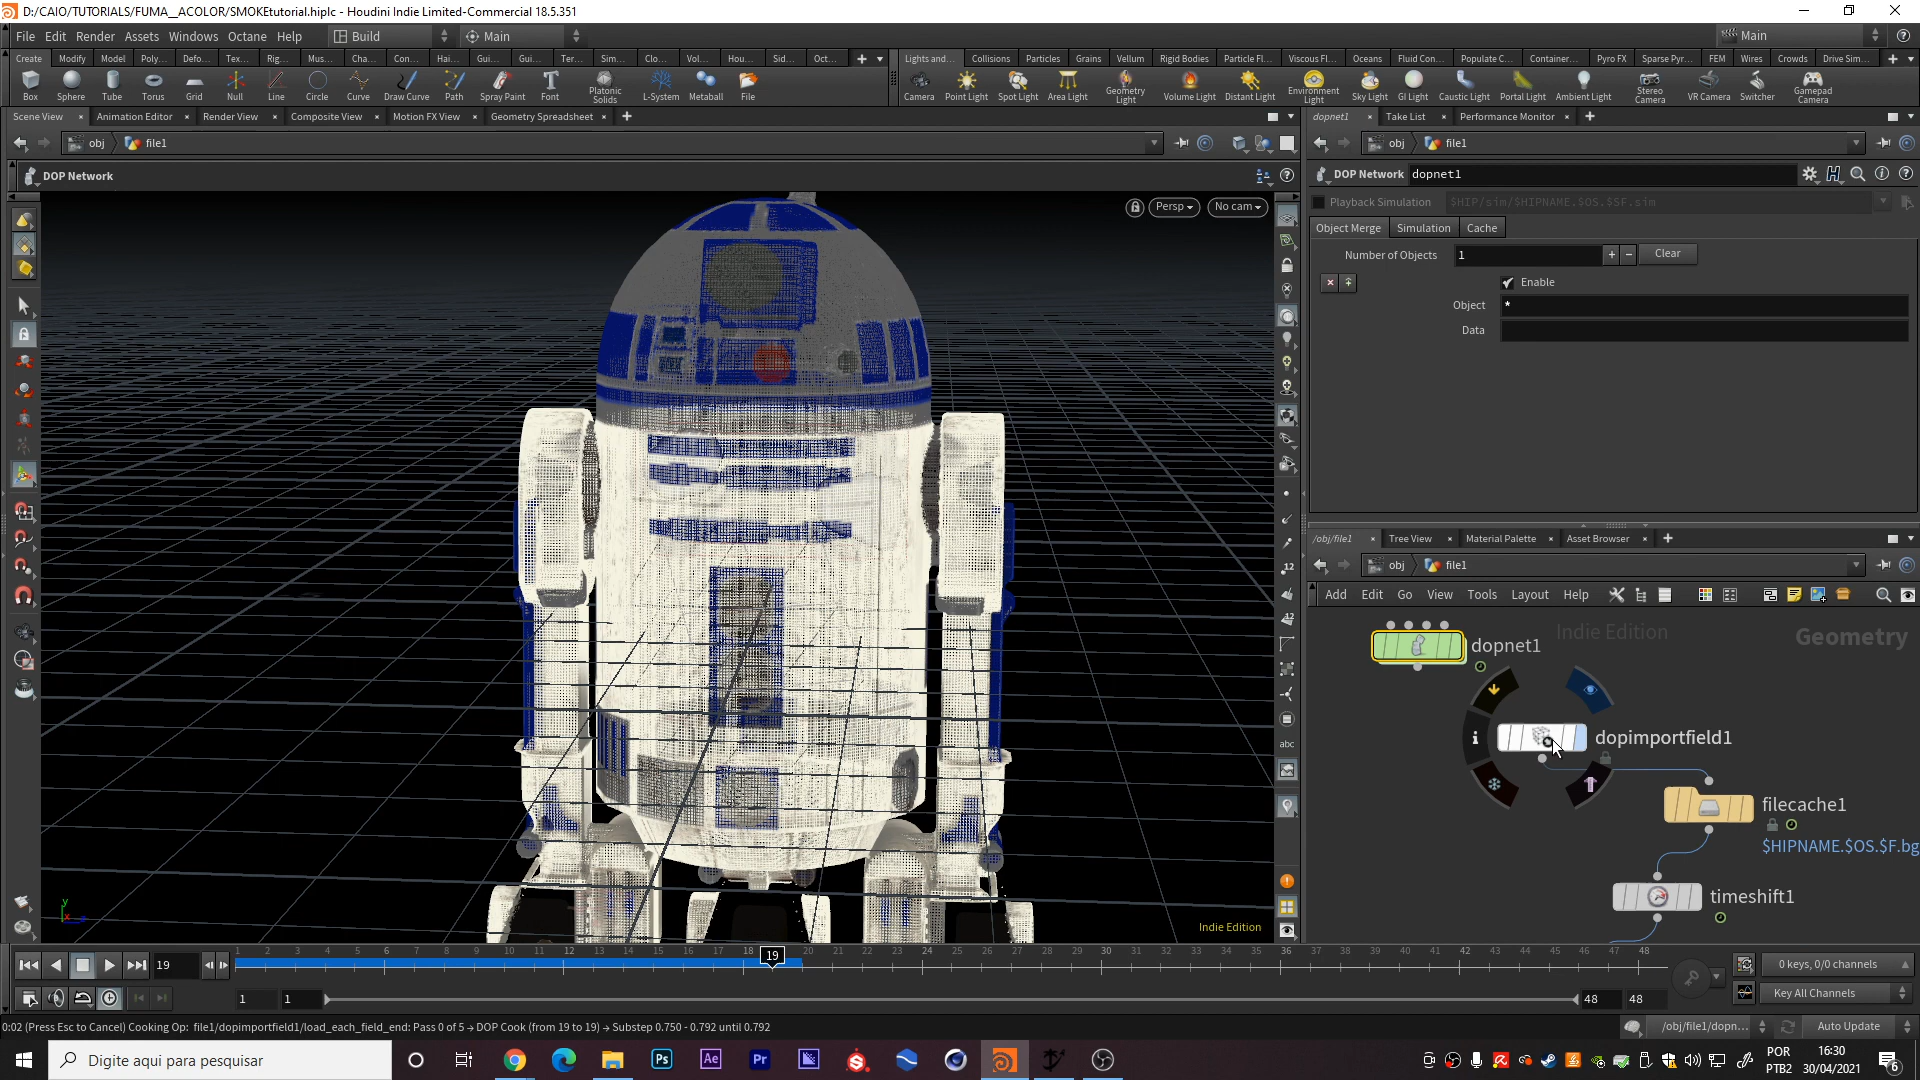 D:/CAIO/TUTORIALS/FUMA__ACOLOR/SMOKEtutorial.hiplc - Houdini Indie Limited-Commercial 18.5.351
File Edit Render Assets Windows Octane Help Build Main Main
Create Modify Model Poly... Defo... Tex... Rig... Mus... Cha... Con... Hai... Gui... Gui... Ter... Sim... Clo... Vol... Hou... Sid... Oct...
Lights and... Collisions Particles Grains Vellum Rigid Bodies Particle Fl... Viscous Fl... Oceans Fluid Con... Populate C... Container... Pyro FX Sparse Pyr... FEM Wires Crowds Drive Sim...
Box Sphere Tube Torus Grid Null Line Circle Curve Draw Curve Path Spray Paint Font Platonic Solids L-System Metaball File
Camera Point Light Spot Light Area Light Geometry Light Volume Light Distant Light Environment Light Sky Light GI Light Caustic Light Portal Light Ambient Light Stereo Camera VR Camera Switcher Gamepad Camera
Scene View Animation Editor Render View Composite View Motion FX View Geometry Spreadsheet
obj file1
DOP Network
Persp No cam
Indie Edition
dopnet1 Take List Performance Monitor
obj file1
DOP Network dopnet1
Playback Simulation $HIP/sim/$HIPNAME.$OS.$SF.sim
Object Merge Simulation Cache
Number of Objects 1 + − Clear
Enable
Object *
Data
/obj/file1 Tree View Material Palette Asset Browser
obj file1
Add Edit Go View Tools Layout Help
Indie Edition Geometry
dopnet1
dopimportfield1
filecache1
$HIPNAME.$OS.$F.bg
timeshift1
1 2 3 4 5 6 7 8 9 10 11 12 13 14 15 16 17 18 19 20 21 22 23 24 25 26 27 28 29 30 31 32 33 34 35 36 37 38 39 40 41 42 43 44 45 46 47 48
19
0 keys, 0/0 channels
1 1 48 48
Key All Channels
0:02 (Press Esc to Cancel) Cooking Op: file1/dopimportfield1/load_each_field_end: Pass 0 of 5 → DOP Cook (from 19 to 19) → Substep 0.750 - 0.792 until 0.792
/obj/file1/dopn... Auto Update
Digite aqui para pesquisar
Ps Ae Pr
POR
PTB2
16:30
30/04/2021
6